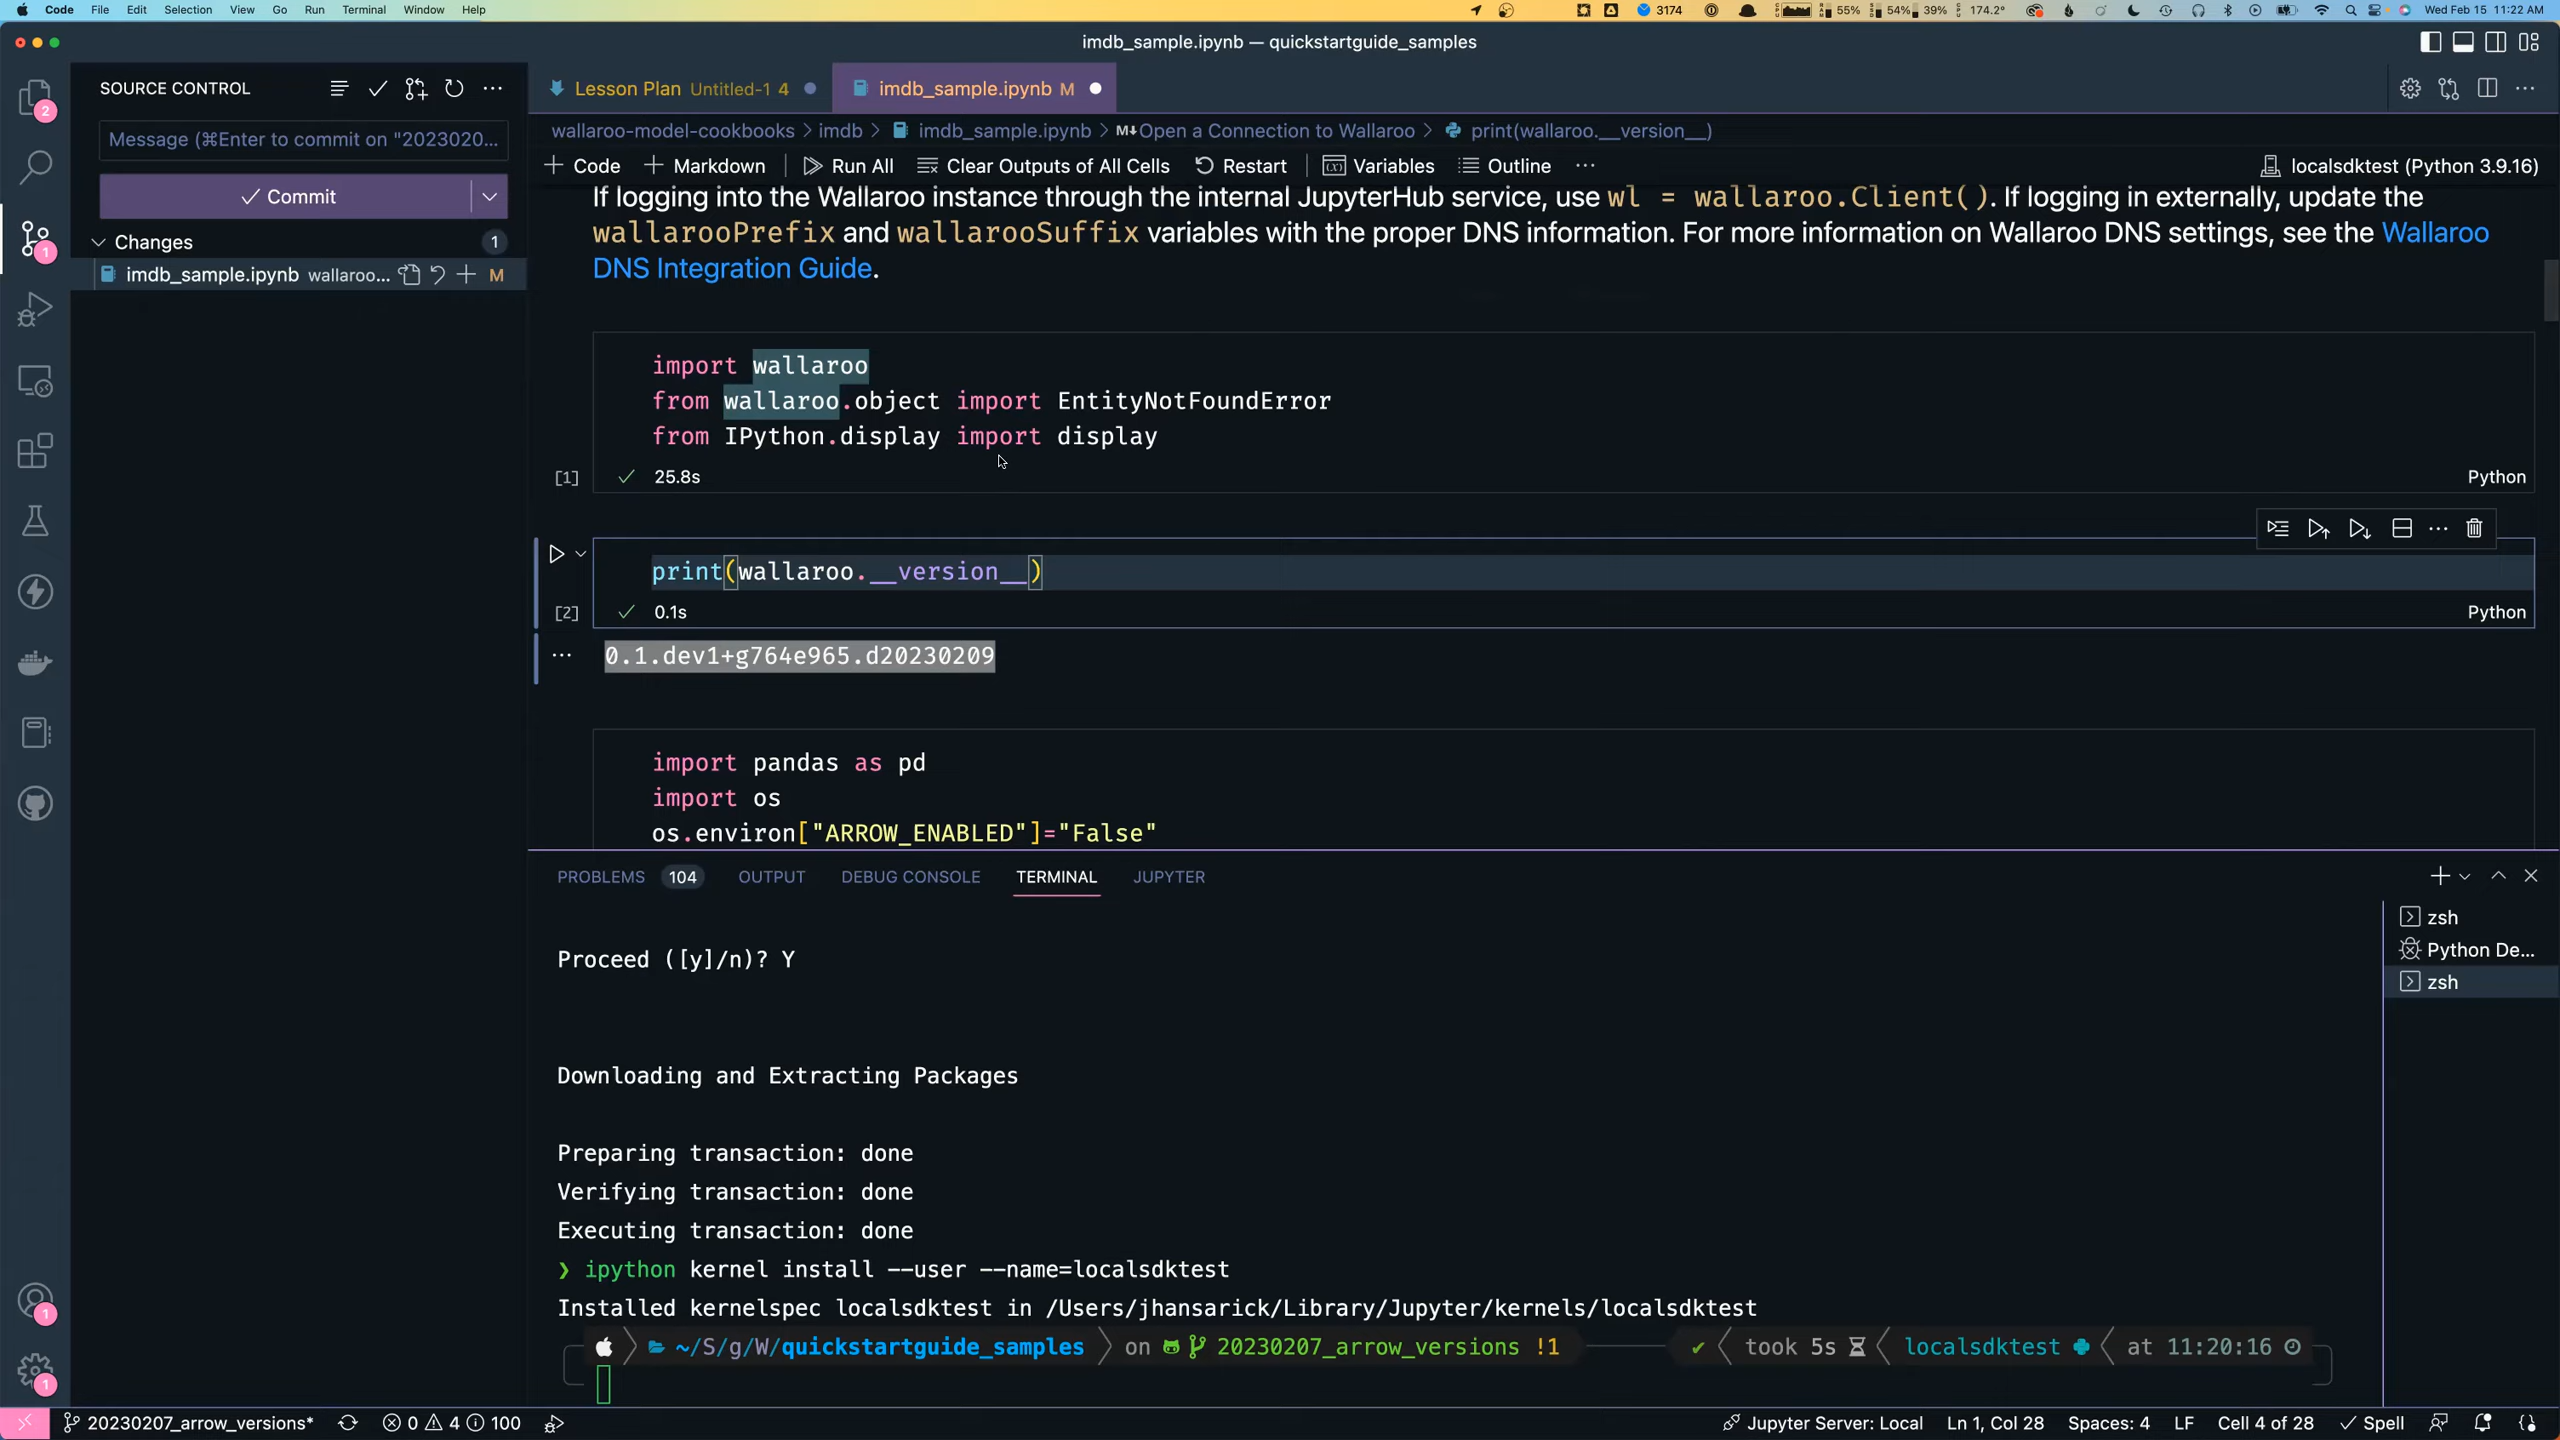 Code File Edit Selection View Go Run Terminal Window Help 3174 55% 54% 39% 174.2° Wed Feb 15 11:22 AM
imdb_sample.ipynb — quickstartguide_samples
SOURCE CONTROL
Lesson Plan Untitled-1 4
imdb_sample.ipynb M
2
Message (⌘Enter to commit on "2023020...
wallaroo-model-cookbooks > imdb > imdb_sample.ipynb > M↓Open a Connection to Wallaroo > print(wallaroo.__version__)
+ Code + Markdown Run All Clear Outputs of All Cells Restart Variables Outline ... localsdktest (Python 3.9.16)
Commit
If logging into the Wallaroo instance through the internal JupyterHub service, use wl = wallaroo.Client(). If logging in externally, update the
wallarooPrefix and wallarooSuffix variables with the proper DNS information. For more information on Wallaroo DNS settings, see the Wallaroo
DNS Integration Guide.
Changes 1
1
imdb_sample.ipynb wallaroo... M
import wallaroo
from wallaroo.object import EntityNotFoundError
from IPython.display import display
[1] 25.8s Python
print(wallaroo.__version__)
[2] 0.1s Python
... 0.1.dev1+g764e965.d20230209
import pandas as pd
import os
os.environ["ARROW_ENABLED"]="False"
PROBLEMS 104 OUTPUT DEBUG CONSOLE TERMINAL JUPYTER
zsh
Python De...
zsh
Proceed ([y]/n)? Y
Downloading and Extracting Packages
Preparing transaction: done
Verifying transaction: done
Executing transaction: done
❯ ipython kernel install --user --name=localsdktest
Installed kernelspec localsdktest in /Users/jhansarick/Library/Jupyter/kernels/localsdktest
~/S/g/W/quickstartguide_samples on 20230207_arrow_versions !1 ✔ took 5s localsdktest at 11:20:16
1
1
20230207_arrow_versions* 0 4 100 Jupyter Server: Local Ln 1, Col 28 Spaces: 4 LF Cell 4 of 28 Spell